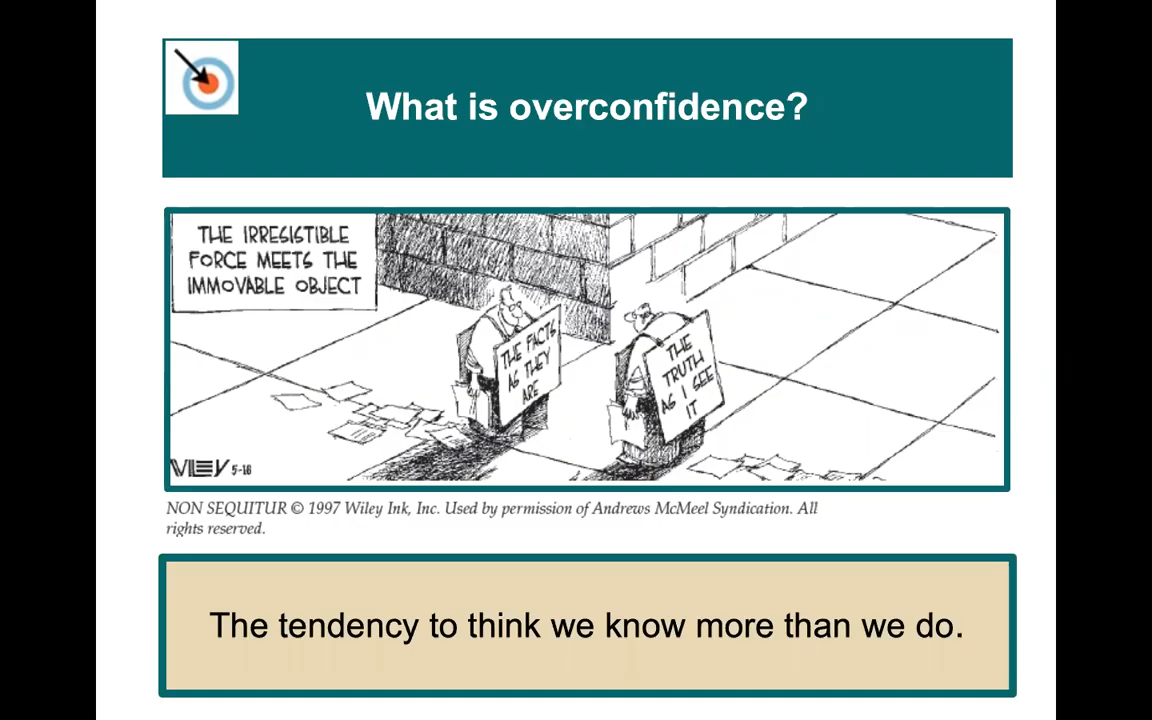 What is overconfidence?
THE IRRESISTIBLE
FORCE MEETS THE
IMMOVABLE OBJECT
THE FACTS
AS THEY
ARE
THE
TRUTH
AS I SEE
IT
WILEY 5-16
NON SEQUITUR © 1997 Wiley Ink, Inc. Used by permission of Andrews McMeel Syndication. All
rights reserved.
The tendency to think we know more than we do.